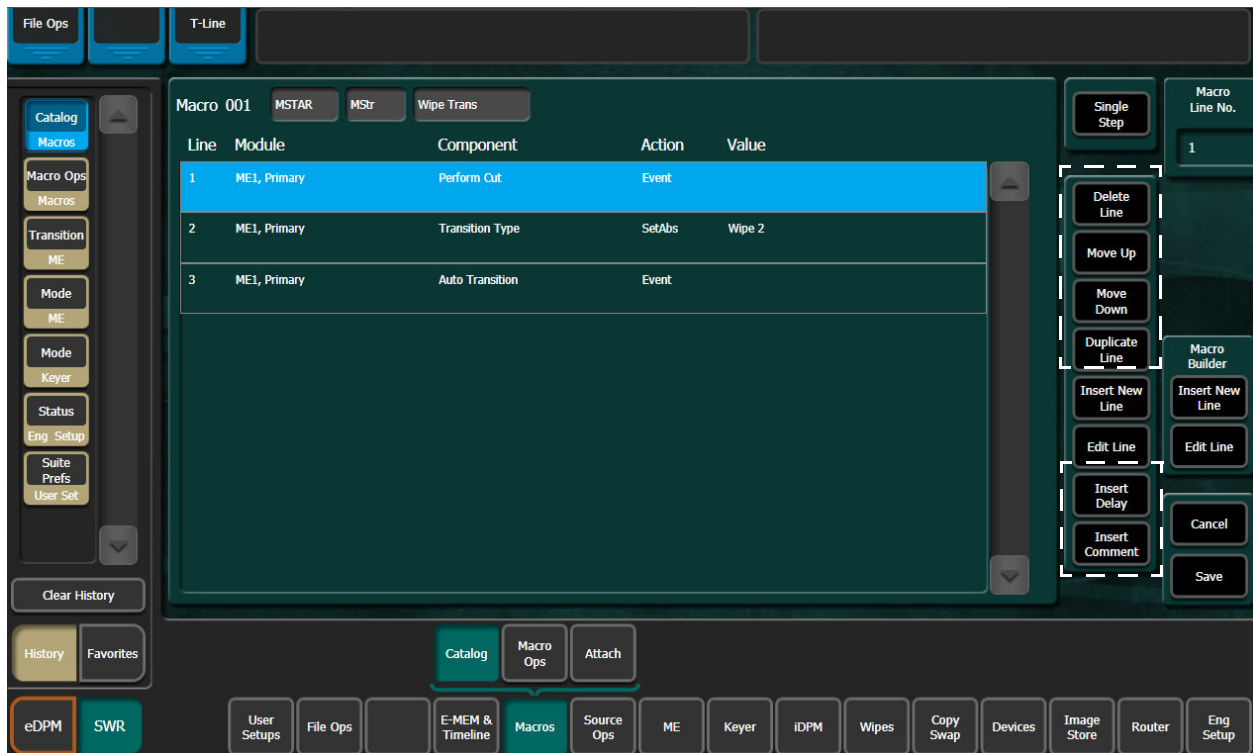 File Ops
T-Line
Catalog
Macros
Macro Ops
Macros
Transition
ME
Mode
ME
Mode
Keyer
Status
Eng Setup
Suite
Prefs
User Set
Clear History
History
Favorites
Macro 001 MSTAR MStr Wipe Trans
Line Module Component Action Value
1 ME1, Primary Perform Cut Event
2 ME1, Primary Transition Type SetAbs Wipe 2
3 ME1, Primary Auto Transition Event
Single
Step
Delete
Line
Move Up
Move
Down
Duplicate
Line
Insert New
Line
Edit Line
Insert
Delay
Insert
Comment
Macro
Line No.
1
Macro
Builder
Insert New
Line
Edit Line
Cancel
Save
Catalog
Macro
Ops
Attach
eDPM
SWR
User
Setups
File Ops
E-MEM &
Timeline
Macros
Source
Ops
ME
Keyer
iDPM
Wipes
Copy
Swap
Devices
Image
Store
Router
Eng
Setup